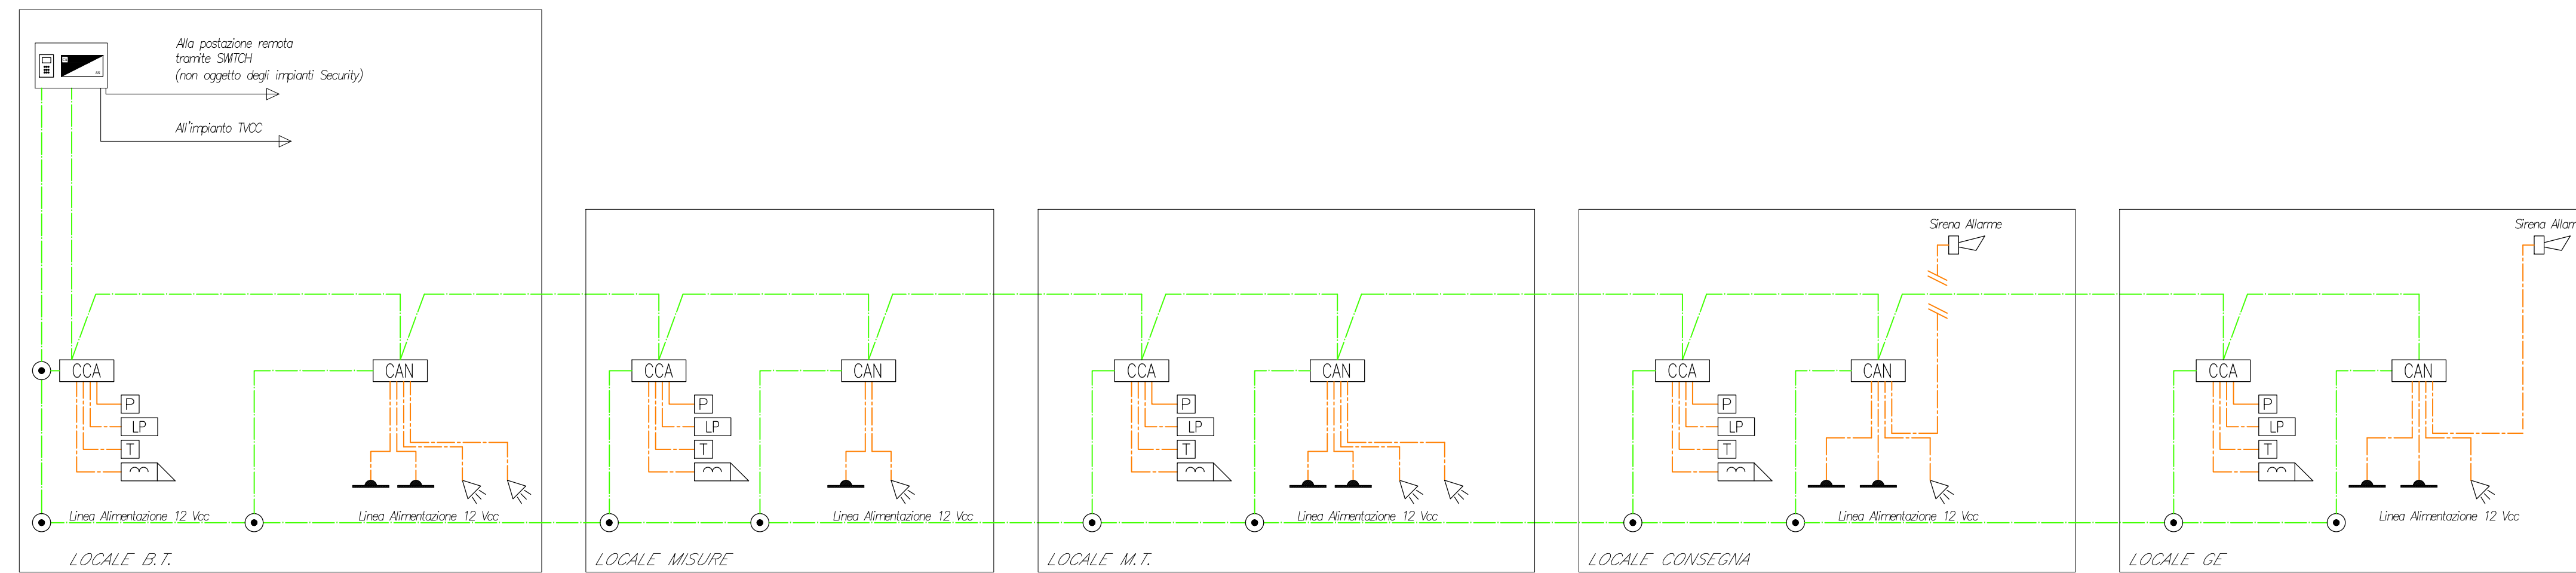 Alla postazione remota
tramite SWITCH
(non oggetto degli impianti Security)
All'impianto TVCC
CCA
CAN
P
LP
T
Linea Alimentazione 12 Vcc
Linea Alimentazione 12 Vcc
LOCALE B.T.
CCA
CAN
P
LP
T
Linea Alimentazione 12 Vcc
LOCALE MISURE
CCA
CAN
P
LP
T
Linea Alimentazione 12 Vcc
LOCALE M.T.
Sirena Allarme
CCA
CAN
P
LP
T
Linea Alimentazione 12 Vcc
LOCALE CONSEGNA
Sirena Allarm
CCA
CAN
P
LP
T
Linea Alimentazione 12 Vcc
LOCALE GE